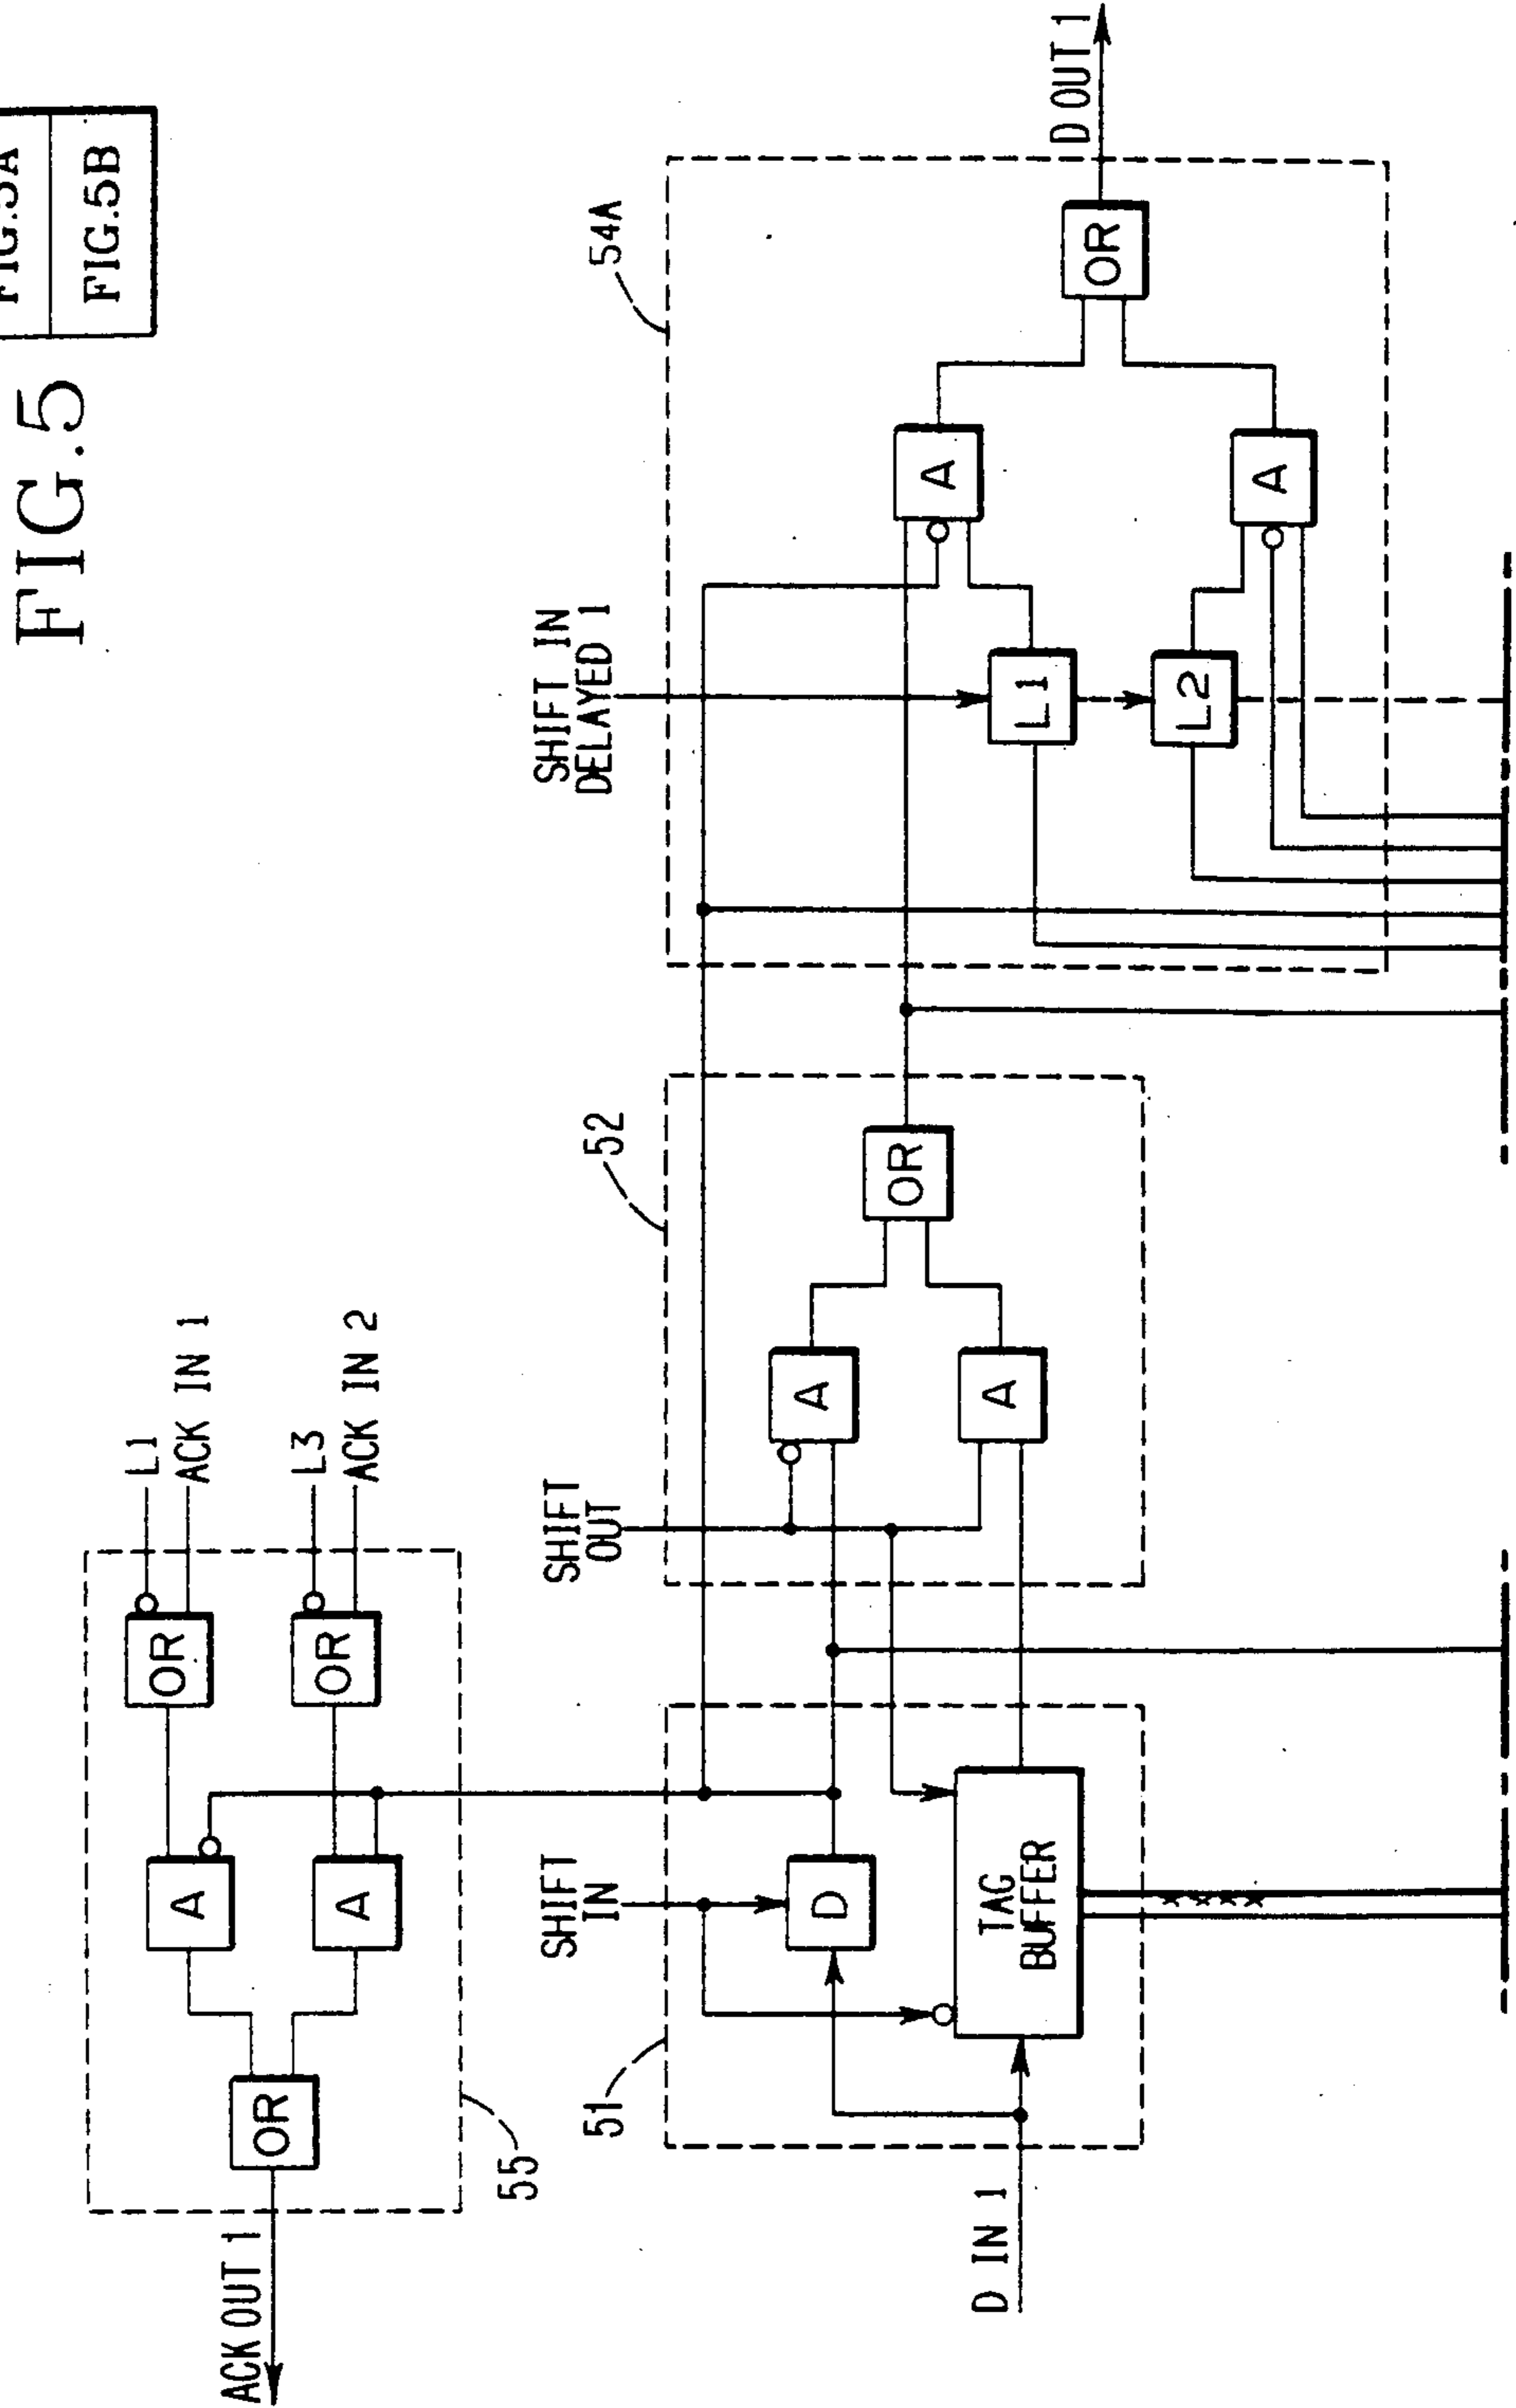 FIG.5
FIG.5A
FIG.5B
ACK OUT 1
OR
A
A
OR
OR
L1
ACK IN 1
L3
ACK IN 2
55
51
SHIFT
IN
D IN 1
D
TAG
BUFFER
SHIFT
OUT
52
A
A
OR
SHIFT IN
DELAYED 1
54A
L1
L2
A
A
OR
D OUT 1